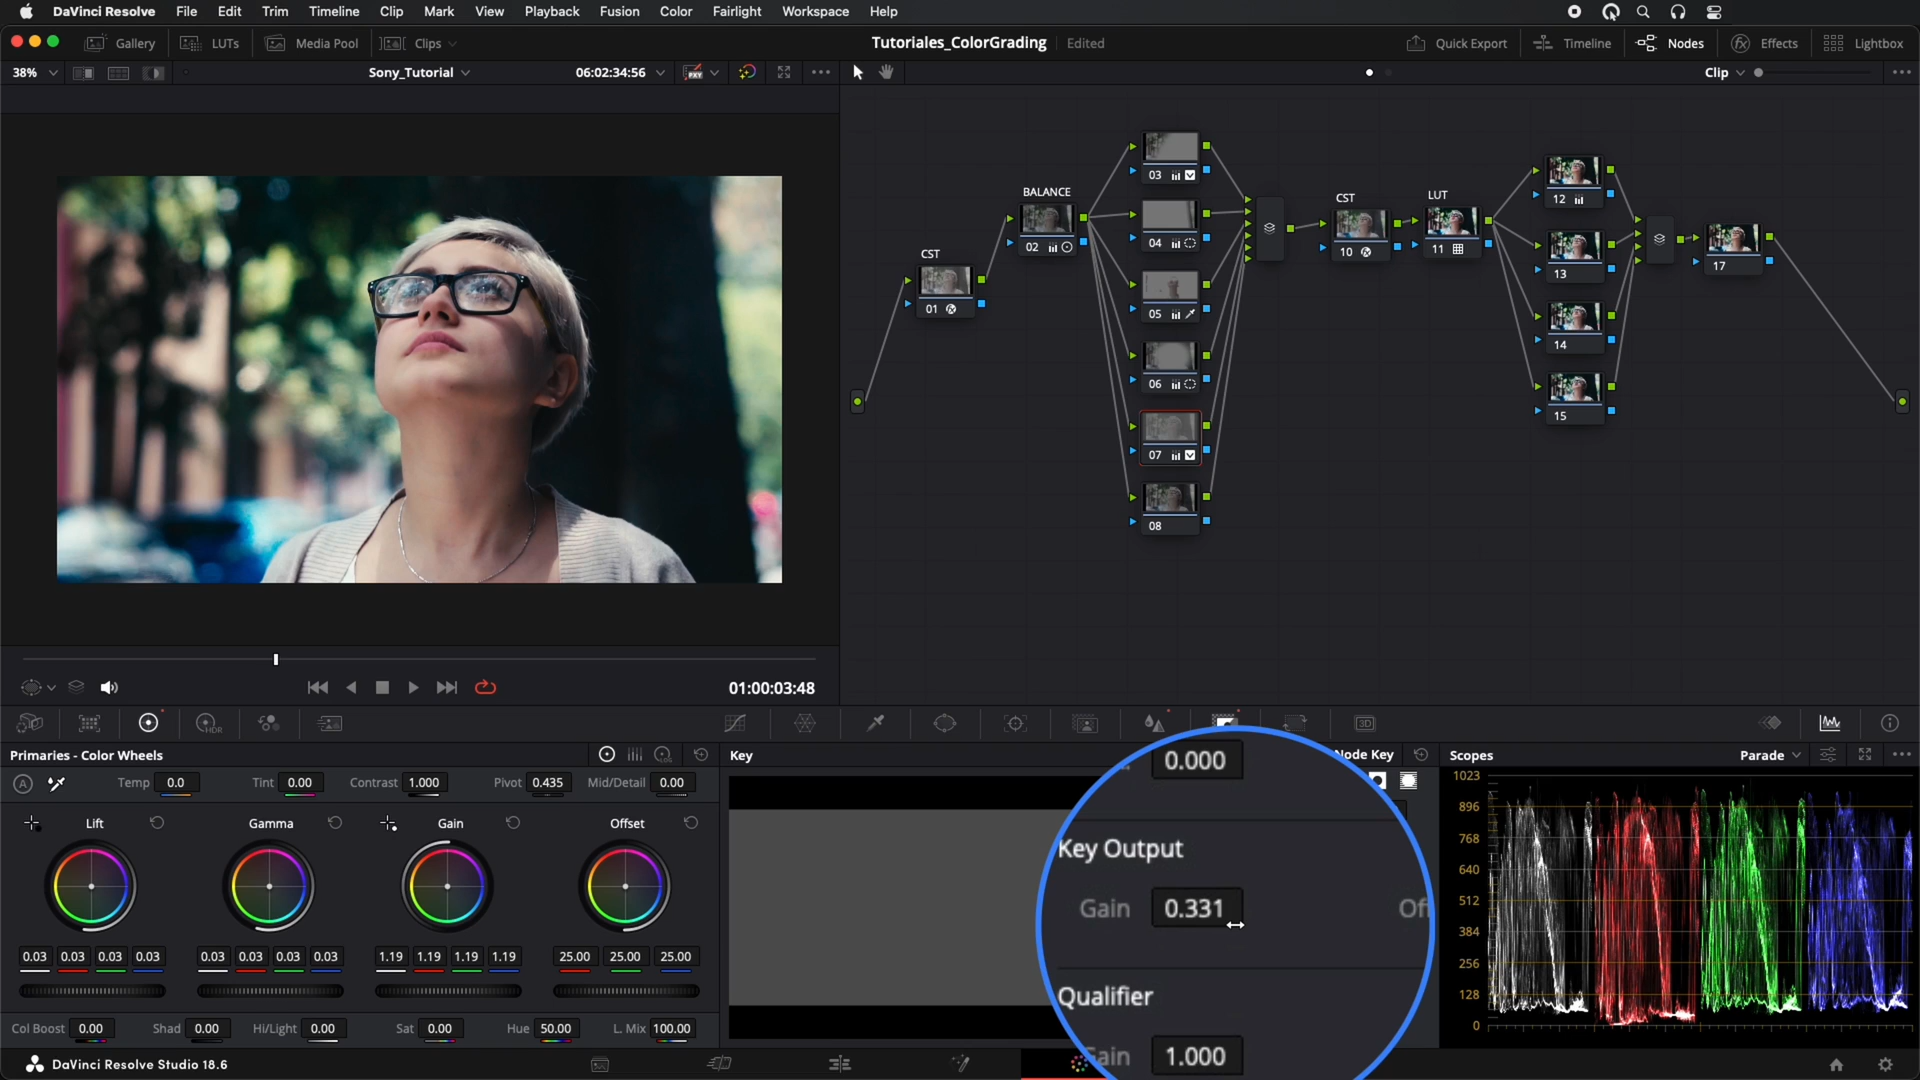 DaVinci Resolve File Edit Trim Timeline Clip Mark View Playback Fusion Color Fairlight Workspace Help
Gallery LUTs Media Pool Clips Tutoriales_ColorGrading Edited Quick Export Timeline Nodes Effects Lightbox
38% Sony_Tutorial 06:02:34:56 Clip
CST
01
BALANCE
02
03
04
05
06
07
08
CST
10
LUT
11
12
13
14
15
17
01:00:03:48
HDR
3D
Primaries - Color Wheels
LOG
Key
Node Key
Scopes
Parade
A Temp 0.0 Tint 0.00 Contrast 1.000 Pivot 0.435 Mid/Detail 0.00
Lift Gamma Gain Offset
0.03 0.03 0.03 0.03 0.03 0.03 0.03 0.03 1.19 1.19 1.19 1.19 25.00 25.00 25.00
Col Boost 0.00 Shad 0.00 Hi/Light 0.00 Sat 0.00 Hue 50.00 L. Mix 100.00
0.000
Key Output
Gain 0.331 Off
Qualifier
Gain 1.000
1023
896
768
640
512
384
256
128
0
DaVinci Resolve Studio 18.6